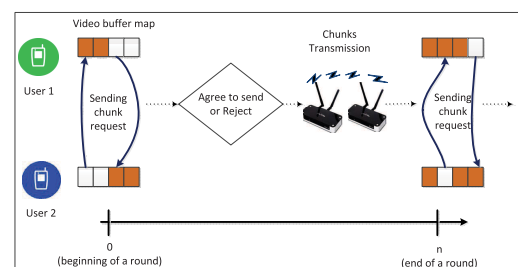 Video buffer map
User 1
Sending
chunk
request
Agree to send
or Reject
Chunks
Transmission
Sending
chunk
request
User 2
0
(beginning of a round)
n
(end of a round)